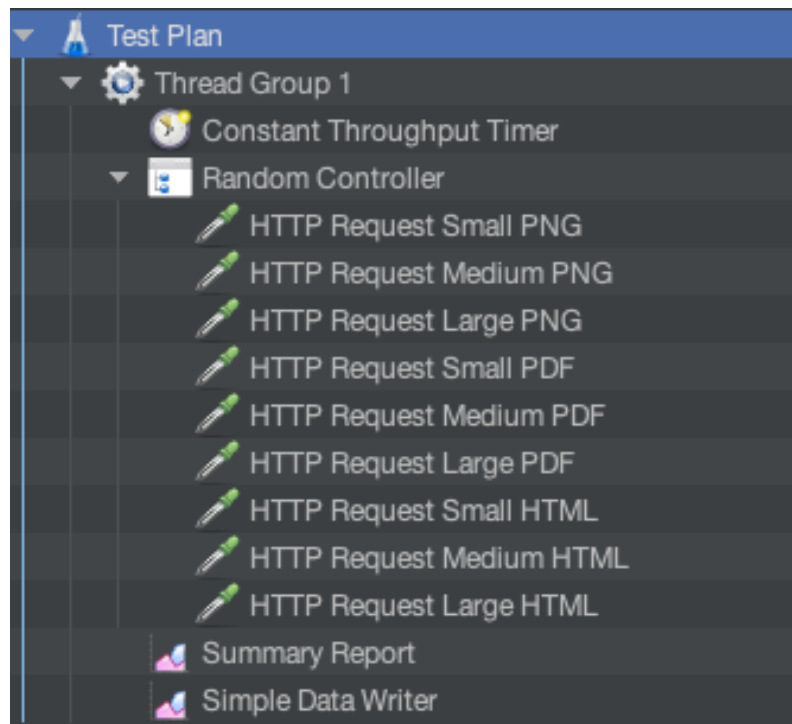 Test Plan
Thread Group 1
Constant Throughput Timer
Random Controller
HTTP Request Small PNG
HTTP Request Medium PNG
HTTP Request Large PNG
HTTP Request Small PDF
HTTP Request Medium PDF
HTTP Request Large PDF
HTTP Request Small HTML
HTTP Request Medium HTML
HTTP Request Large HTML
Summary Report
Simple Data Writer